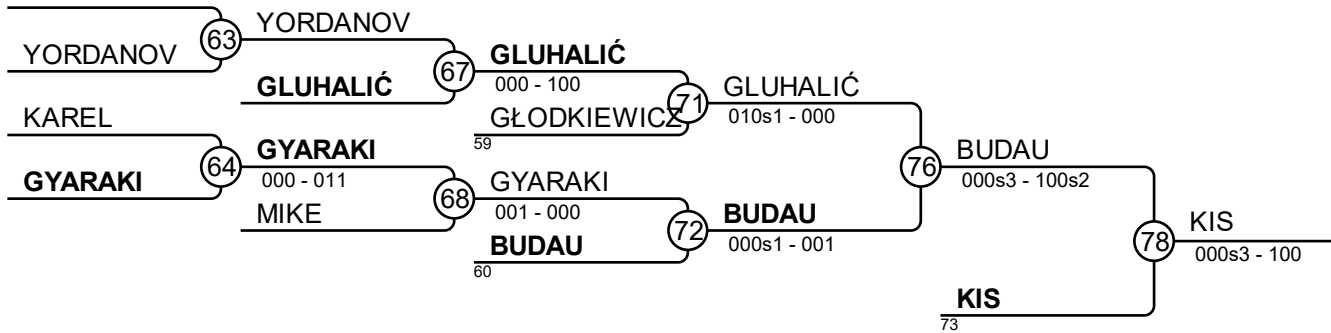 YORDANOV
63
YORDANOV
KAREL
GYARAKI
64
GLUHALIĆ
67
GLUHALIĆ
000 - 100
GŁODKIEWICZ
59
71
GLUHALIĆ
010s1 - 000
GYARAKI
000 - 011
MIKE
68
GYARAKI
001 - 000
BUDAU
60
72
BUDAU
000s1 - 001
76
BUDAU
000s3 - 100s2
KIS
73
78
KIS
000s3 - 100